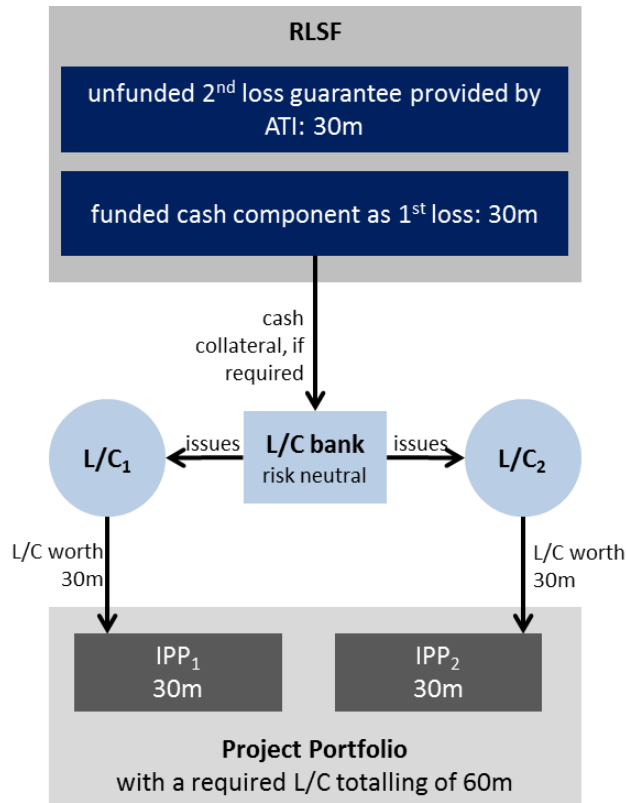 RLSF
unfunded 2nd loss guarantee provided by
ATI: 30m
funded cash component as 1st loss: 30m
cash
collateral, if
required
L/C1
issues
L/C bank
risk neutral
issues
L/C2
L/C worth
30m
L/C worth
30m
IPP1
30m
IPP2
30m
Project Portfolio
with a required L/C totalling of 60m